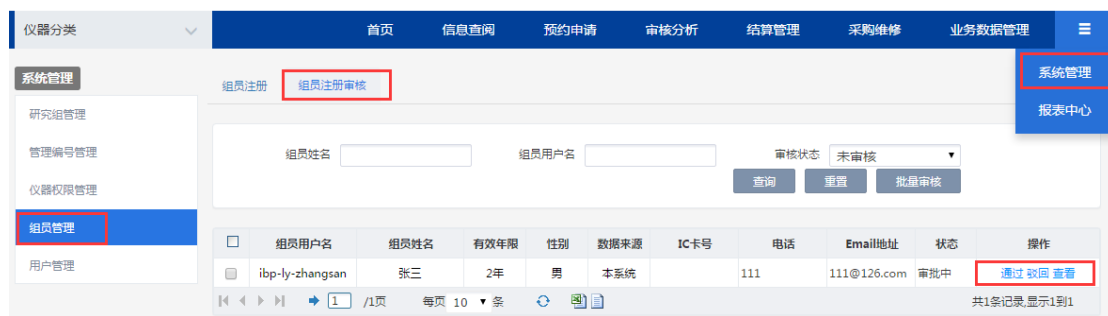 仪器分类 首页 信息查阅 预约申请 审核分析 结算管理 采购维修 业务数据管理
系统管理
报表中心
系统管理
研究组管理
管理编号管理
仪器权限管理
组员管理
用户管理
组员注册 组员注册审核
组员姓名 组员用户名 审核状态 未审核
查询 重置 批量审核
组员用户名 组员姓名 有效年限 性别 数据来源 IC卡号 电话 Email地址 状态 操作
ibp-ly-zhangsan 张三 2年 男 本系统 111 111@126.com 审批中 通过 驳回 查看
1 /1页 每页 10 条 共1条记录,显示1到1